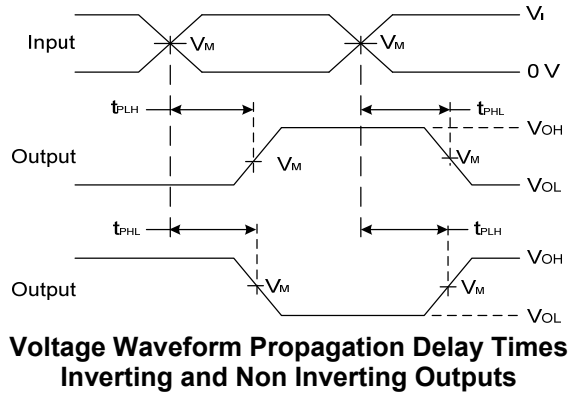 VI
Input
VM
VM
0 V
tPLH
tPHL
VOH
Output
VM
VM
VOL
tPHL
tPLH
VOH
Output
VM
VM
VOL
Voltage Waveform Propagation Delay Times
Inverting and Non Inverting Outputs